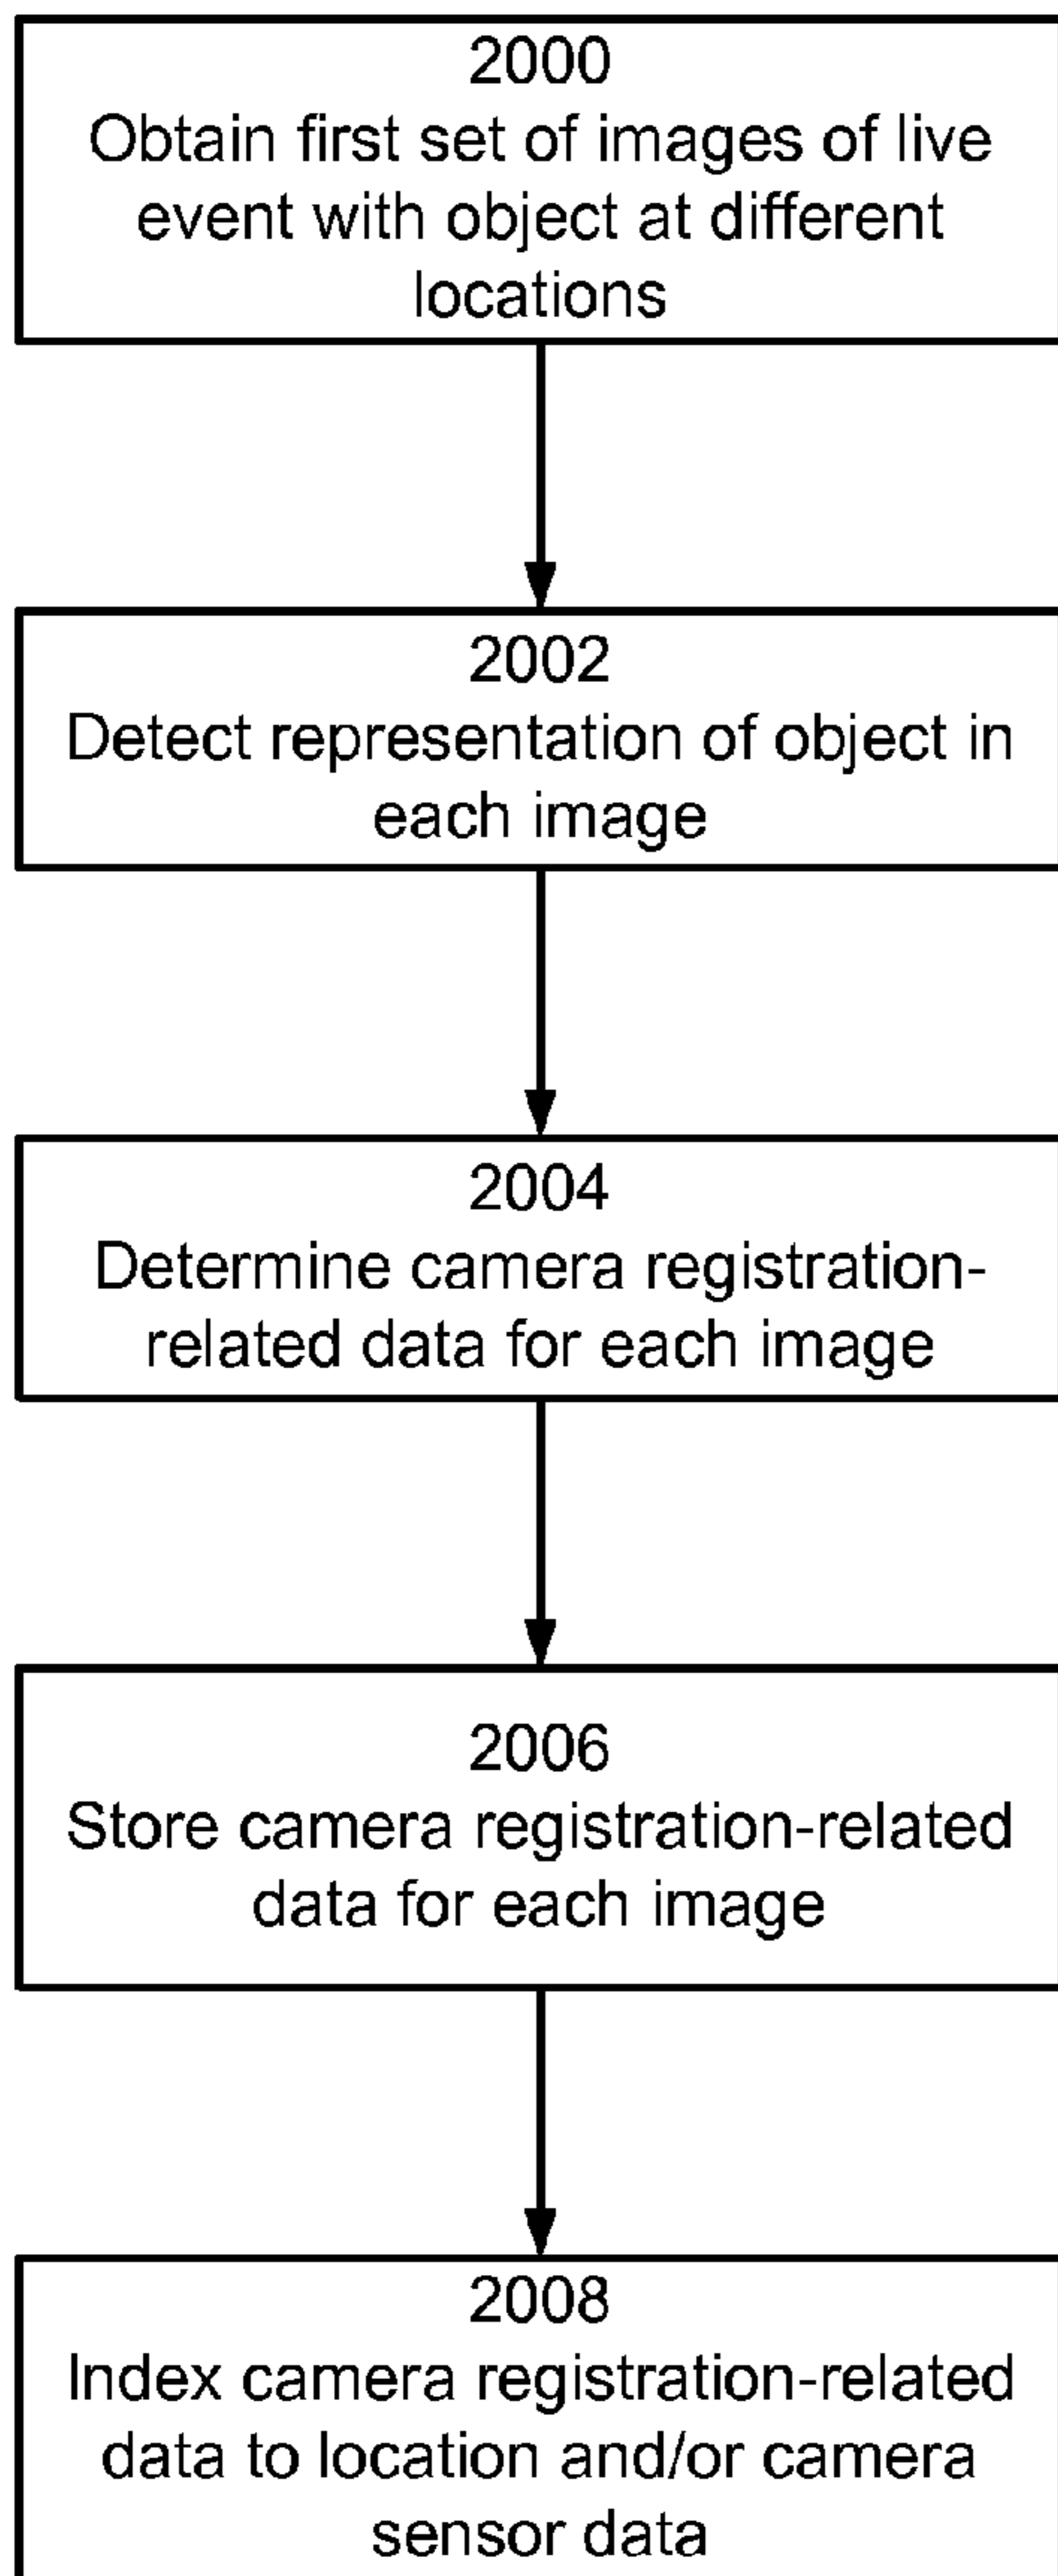 2000
Obtain first set of images of live
event with object at different
locations
2002
Detect representation of object in
each image
2004
Determine camera registration-
related data for each image
2006
Store camera registration-related
data for each image
2008
Index camera registration-related
data to location and/or camera
sensor data